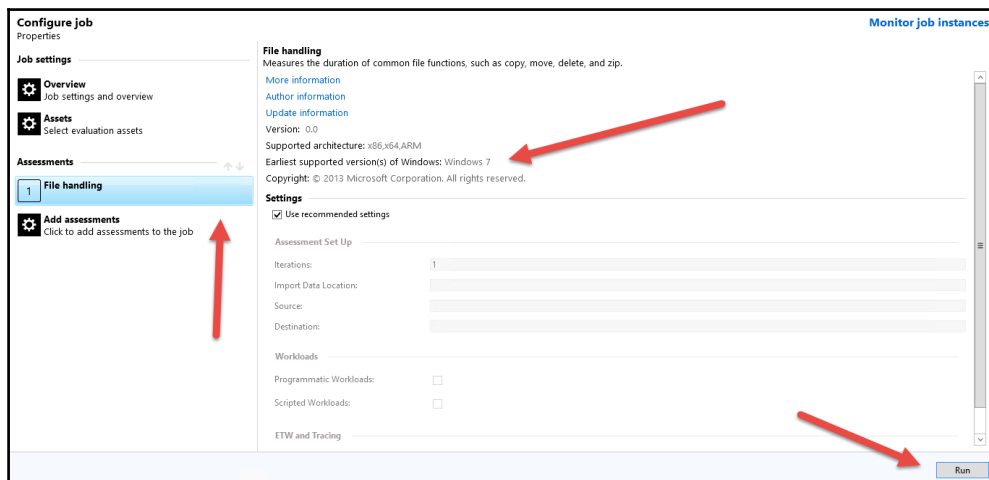 Configure job
Properties
Monitor job instances
Job settings
Overview
Job settings and overview
Assets
Select evaluation assets
Assessments
1
File handling
Add assessments
Click to add assessments to the job
File handling
Measures the duration of common file functions, such as copy, move, delete, and zip.
More information
Author information
Update information
Version: 0.0
Supported architecture: x86,x64,ARM
Earliest supported version(s) of Windows: Windows 7
Copyright: © 2013 Microsoft Corporation. All rights reserved.
Settings
Use recommended settings
Assessment Set Up
Iterations: 1
Import Data Location:
Source:
Destination:
Workloads
Programmatic Workloads:
Scripted Workloads:
ETW and Tracing
Run